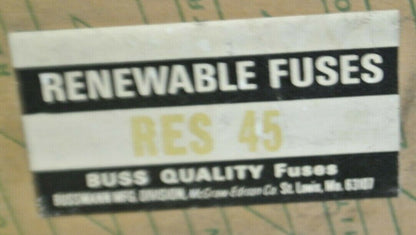 RENEWABLE FUSES
RES 45
BUSS QUALITY Fuses
BUSSMANN MFG. DIVISION, McGraw-Edison Co. St. Louis, Mo. 63107